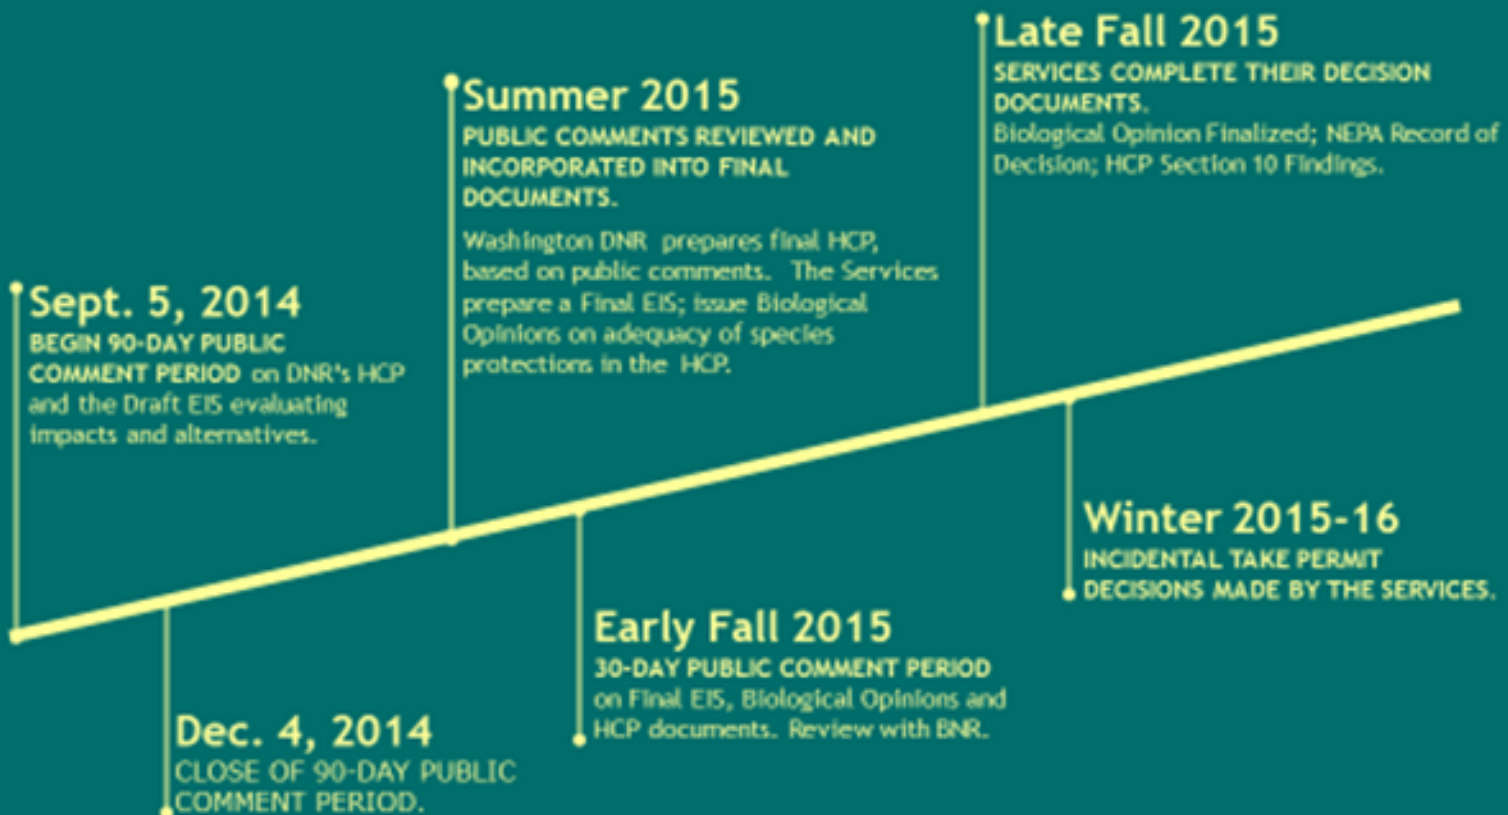 Sept. 5, 2014
BEGIN 90-DAY PUBLIC
COMMENT PERIOD on DNR's HCP
and the Draft EIS evaluating
impacts and alternatives.
Dec. 4, 2014
CLOSE OF 90-DAY PUBLIC
COMMENT PERIOD.
Summer 2015
PUBLIC COMMENTS REVIEWED AND
INCORPORATED INTO FINAL
DOCUMENTS.
Washington DNR prepares final HCP,
based on public comments. The Services
prepare a Final EIS; issue Biological
Opinions on adequacy of species
protections in the HCP.
Early Fall 2015
30-DAY PUBLIC COMMENT PERIOD
on Final EIS, Biological Opinions and
HCP documents. Review with BNR.
Late Fall 2015
SERVICES COMPLETE THEIR DECISION
DOCUMENTS.
Biological Opinion Finalized; NEPA Record of
Decision; HCP Section 10 Findings.
Winter 2015-16
INCIDENTAL TAKE PERMIT
DECISIONS MADE BY THE SERVICES.